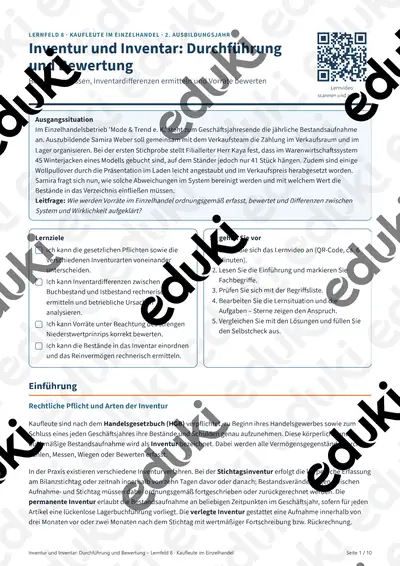 LERNFELD 8 · KAUFLEUTE IM EINZELHANDEL · 2. AUSBILDUNGSJAHR
Inventur und Inventar: Durchführung
und Bewertung
Inventardifferenzen ermitteln und Vorräte bewerten
Lernvideo
scannen und
Ausgangssituation
Im Einzelhandelsbetrieb 'Mode & Trend e. K.' steht zum Geschäftsjahresende die jährliche Bestandsaufnahme
an. Auszubildende Samira Weber soll gemeinsam mit dem Verkaufsteam die Zählung im Verkaufsraum und im
Lager organisieren. Bei der ersten Stichprobe stellt Filialleiter Herr Kaya fest, dass im Warenwirtschaftssystem
45 Winterjacken eines Modells gebucht sind, auf dem Ständer jedoch nur 41 Stück hängen. Zudem sind einige
Wollpullover durch die Präsentation im Laden leicht angestaubt und im Verkaufspreis herabgesetzt worden.
Samira fragt sich nun, wie solche Abweichungen im System bereinigt werden und mit welchem Wert die
Bestände in das Verzeichnis einfließen müssen.
Leitfrage: Wie werden Vorräte im Einzelhandel ordnungsgemäß erfasst, bewertet und Differenzen zwischen
System und Wirklichkeit aufgeklärt?
Lernziele
Ich kann die gesetzlichen Pflichten sowie die
verschiedenen Inventurarten voneinander
unterscheiden.
Ich kann Inventardifferenzen zwischen
Buchbestand und Istbestand rechnerisch
ermitteln und betriebliche Ursachen
analysieren.
Ich kann Vorräte unter Beachtung des strengen
Niederstwertprinzips korrekt bewerten.
Ich kann die Bestände in das Inventar einordnen
und das Reinvermögen rechnerisch ermitteln.
gehen Sie vor
Sie sich das Lernvideo an (QR-Code, ca. 6
Minuten).
2. Lesen Sie die Einführung und markieren Sie
Fachbegriffe.
3. Prüfen Sie sich mit der Begriffsliste.
4. Bearbeiten Sie die Lernsituation und die
Aufgaben – Sterne zeigen den Anspruch.
5. Vergleichen Sie mit den Lösungen und füllen Sie
den Selbstcheck aus.
Einführung
Rechtliche Pflicht und Arten der Inventur
Kaufleute sind nach dem Handelsgesetzbuch (HGB) verpflichtet, zu Beginn ihres Handelsgewerbes sowie zum
Schluss eines jeden Geschäftsjahres ihre Bestände und Schulden genau aufzunehmen. Diese körperliche und
mäßige Bestandsaufnahme wird als Inventur bezeichnet. Dabei werden alle Vermögensgegenstände durch
Zählen, Messen, Wiegen oder Bewerten erfasst.
In der Praxis existieren verschiedene Inventurverfahren. Bei der Stichtagsinventur erfolgt die körperliche Erfassung
am Bilanzstichtag oder zeitnah innerhalb von zehn Tagen davor oder danach; Bestandsveränderungen zwischen
Aufnahme- und Stichtag müssen ordnungsgemäß fortgeschrieben oder zurückgerechnet werden. Die
permanente Inventur erlaubt die Bestandsaufnahme an beliebigen Zeitpunkten im Geschäftsjahr, sofern für jeden
Artikel eine lückenlose Lagerbuchführung vorliegt. Die verlegte Inventur gestattet eine Aufnahme innerhalb von
drei Monaten vor oder zwei Monaten nach dem Stichtag mit wertmäßiger Fortschreibung bzw. Rückrechnung.
Inventur und Inventar: Durchführung und Bewertung – Lernfeld 8 · Kaufleute im Einzelhandel
Seite 1 / 10
eduki
eduki
eduki
eduki
eduki
eduki
eduki
eduki